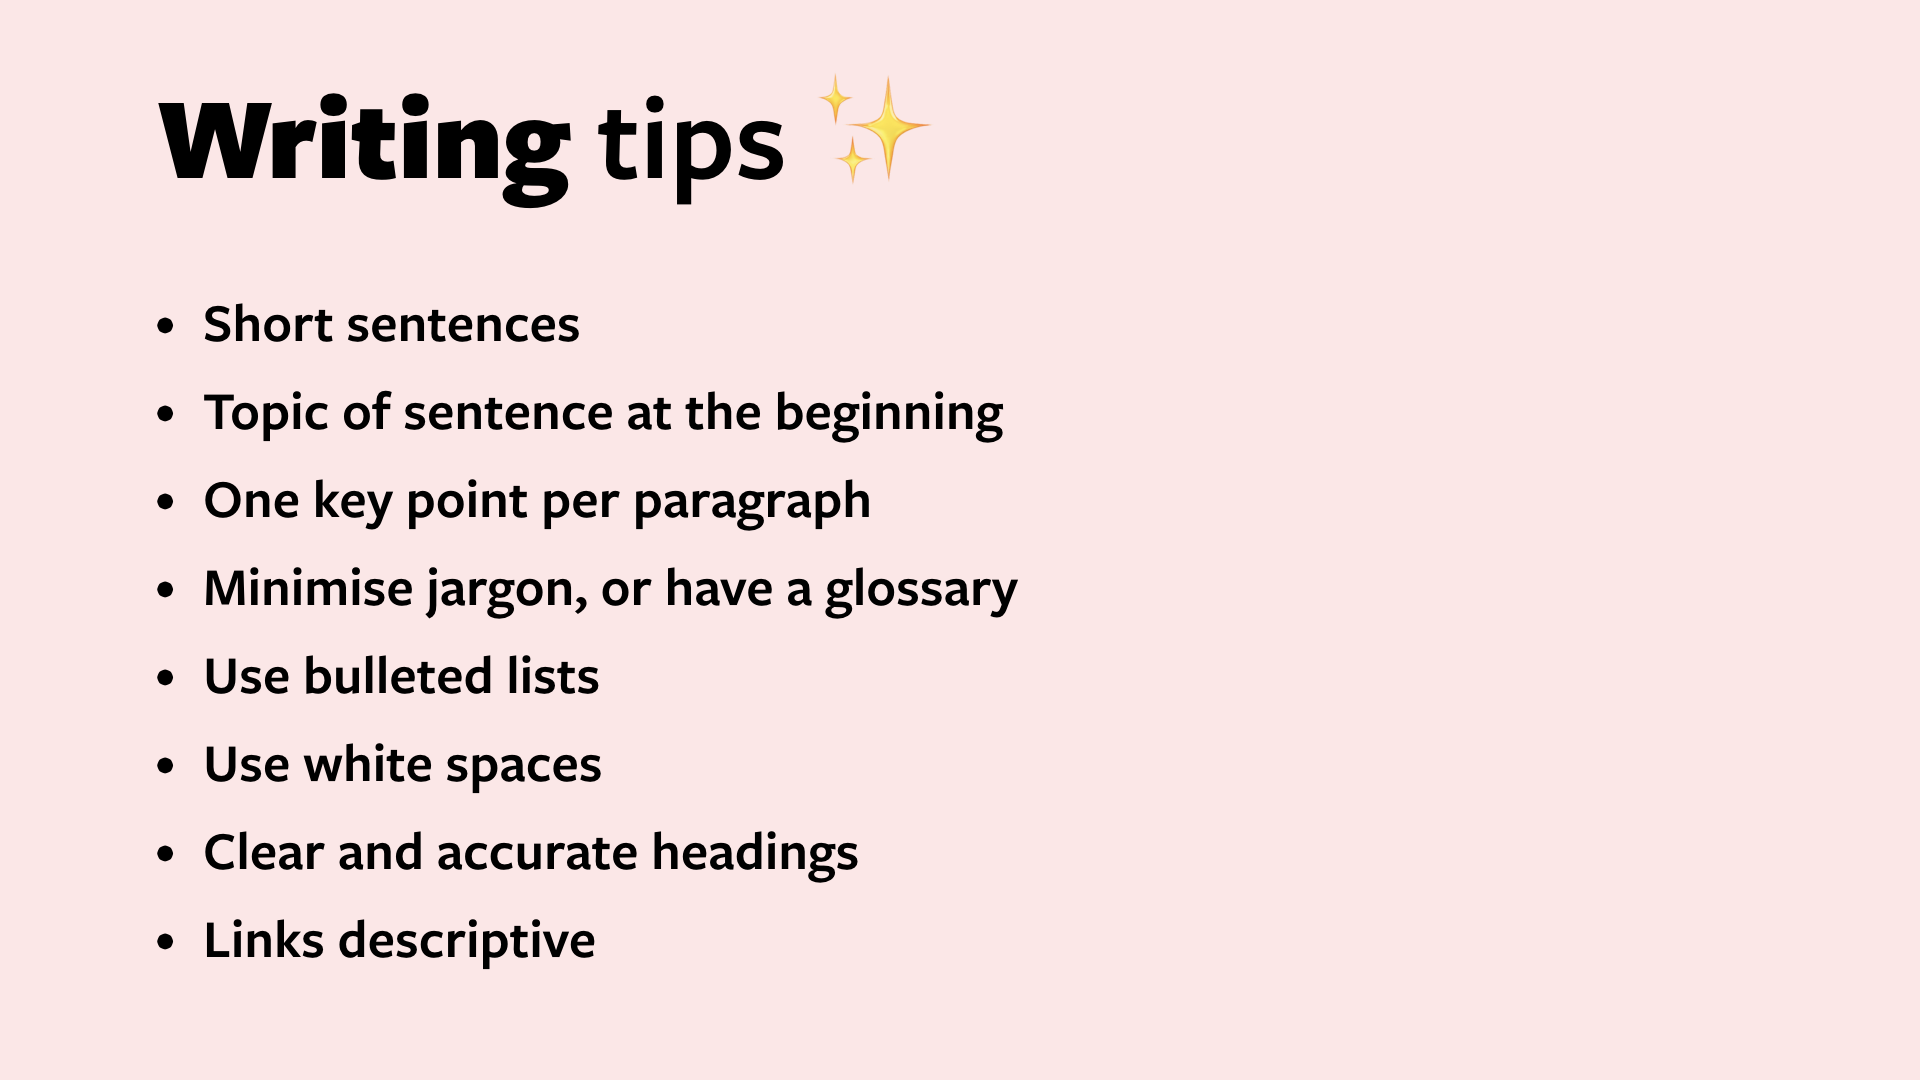 Writing tips ✨
• Short sentences
• Topic of sentence at the beginning
• One key point per paragraph
• Minimise jargon, or have a glossary
• Use bulleted lists
• Use white spaces
• Clear and accurate headings
• Links descriptive